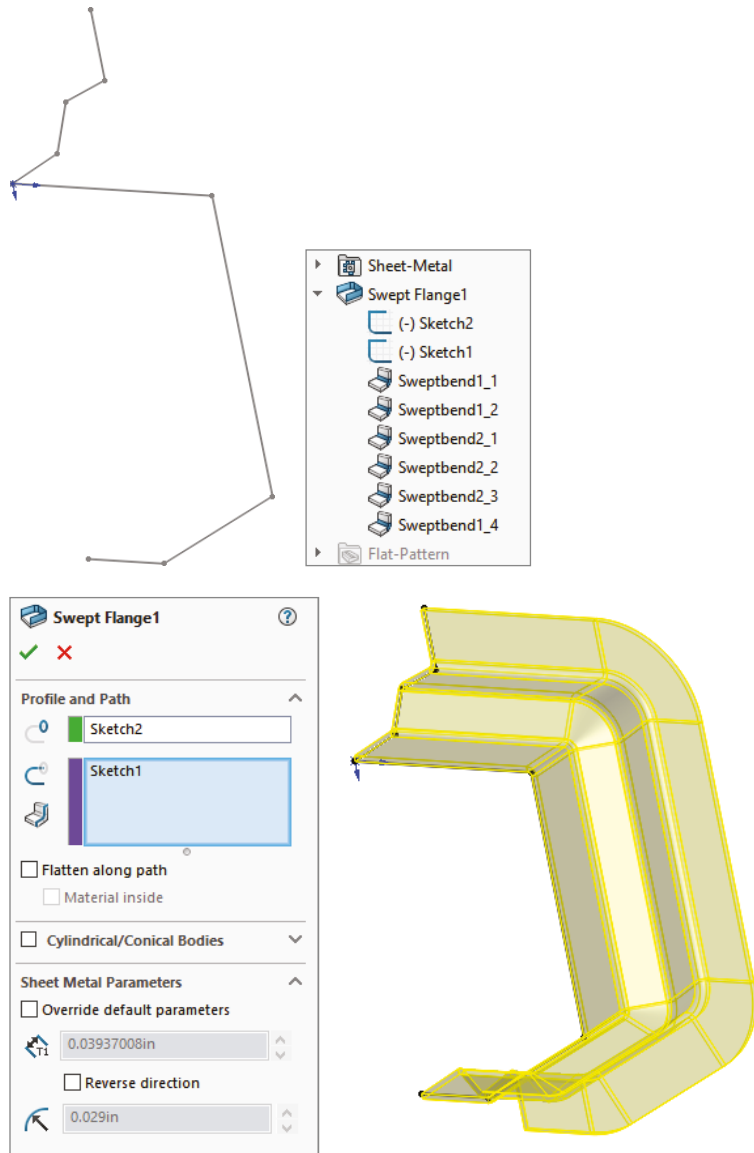 Sheet-Metal
Swept Flange1
(-) Sketch2
(-) Sketch1
Sweptbend1_1
Sweptbend1_2
Sweptbend2_1
Sweptbend2_2
Sweptbend2_3
Sweptbend1_4
Flat-Pattern
Swept Flange1
?
Profile and Path
Sketch2
Sketch1
Flatten along path
Material inside
Cylindrical/Conical Bodies
Sheet Metal Parameters
Override default parameters
T1 0.03937008in
Reverse direction
0.029in